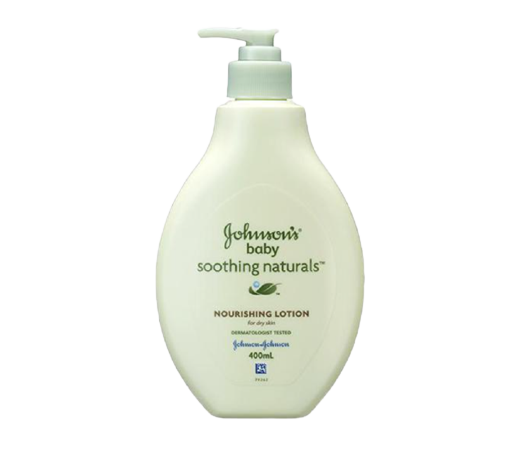 Johnson's®
baby
soothing naturals™
NOURISHING LOTION
for dry skin
DERMATOLOGIST TESTED
Johnson & Johnson
400mL